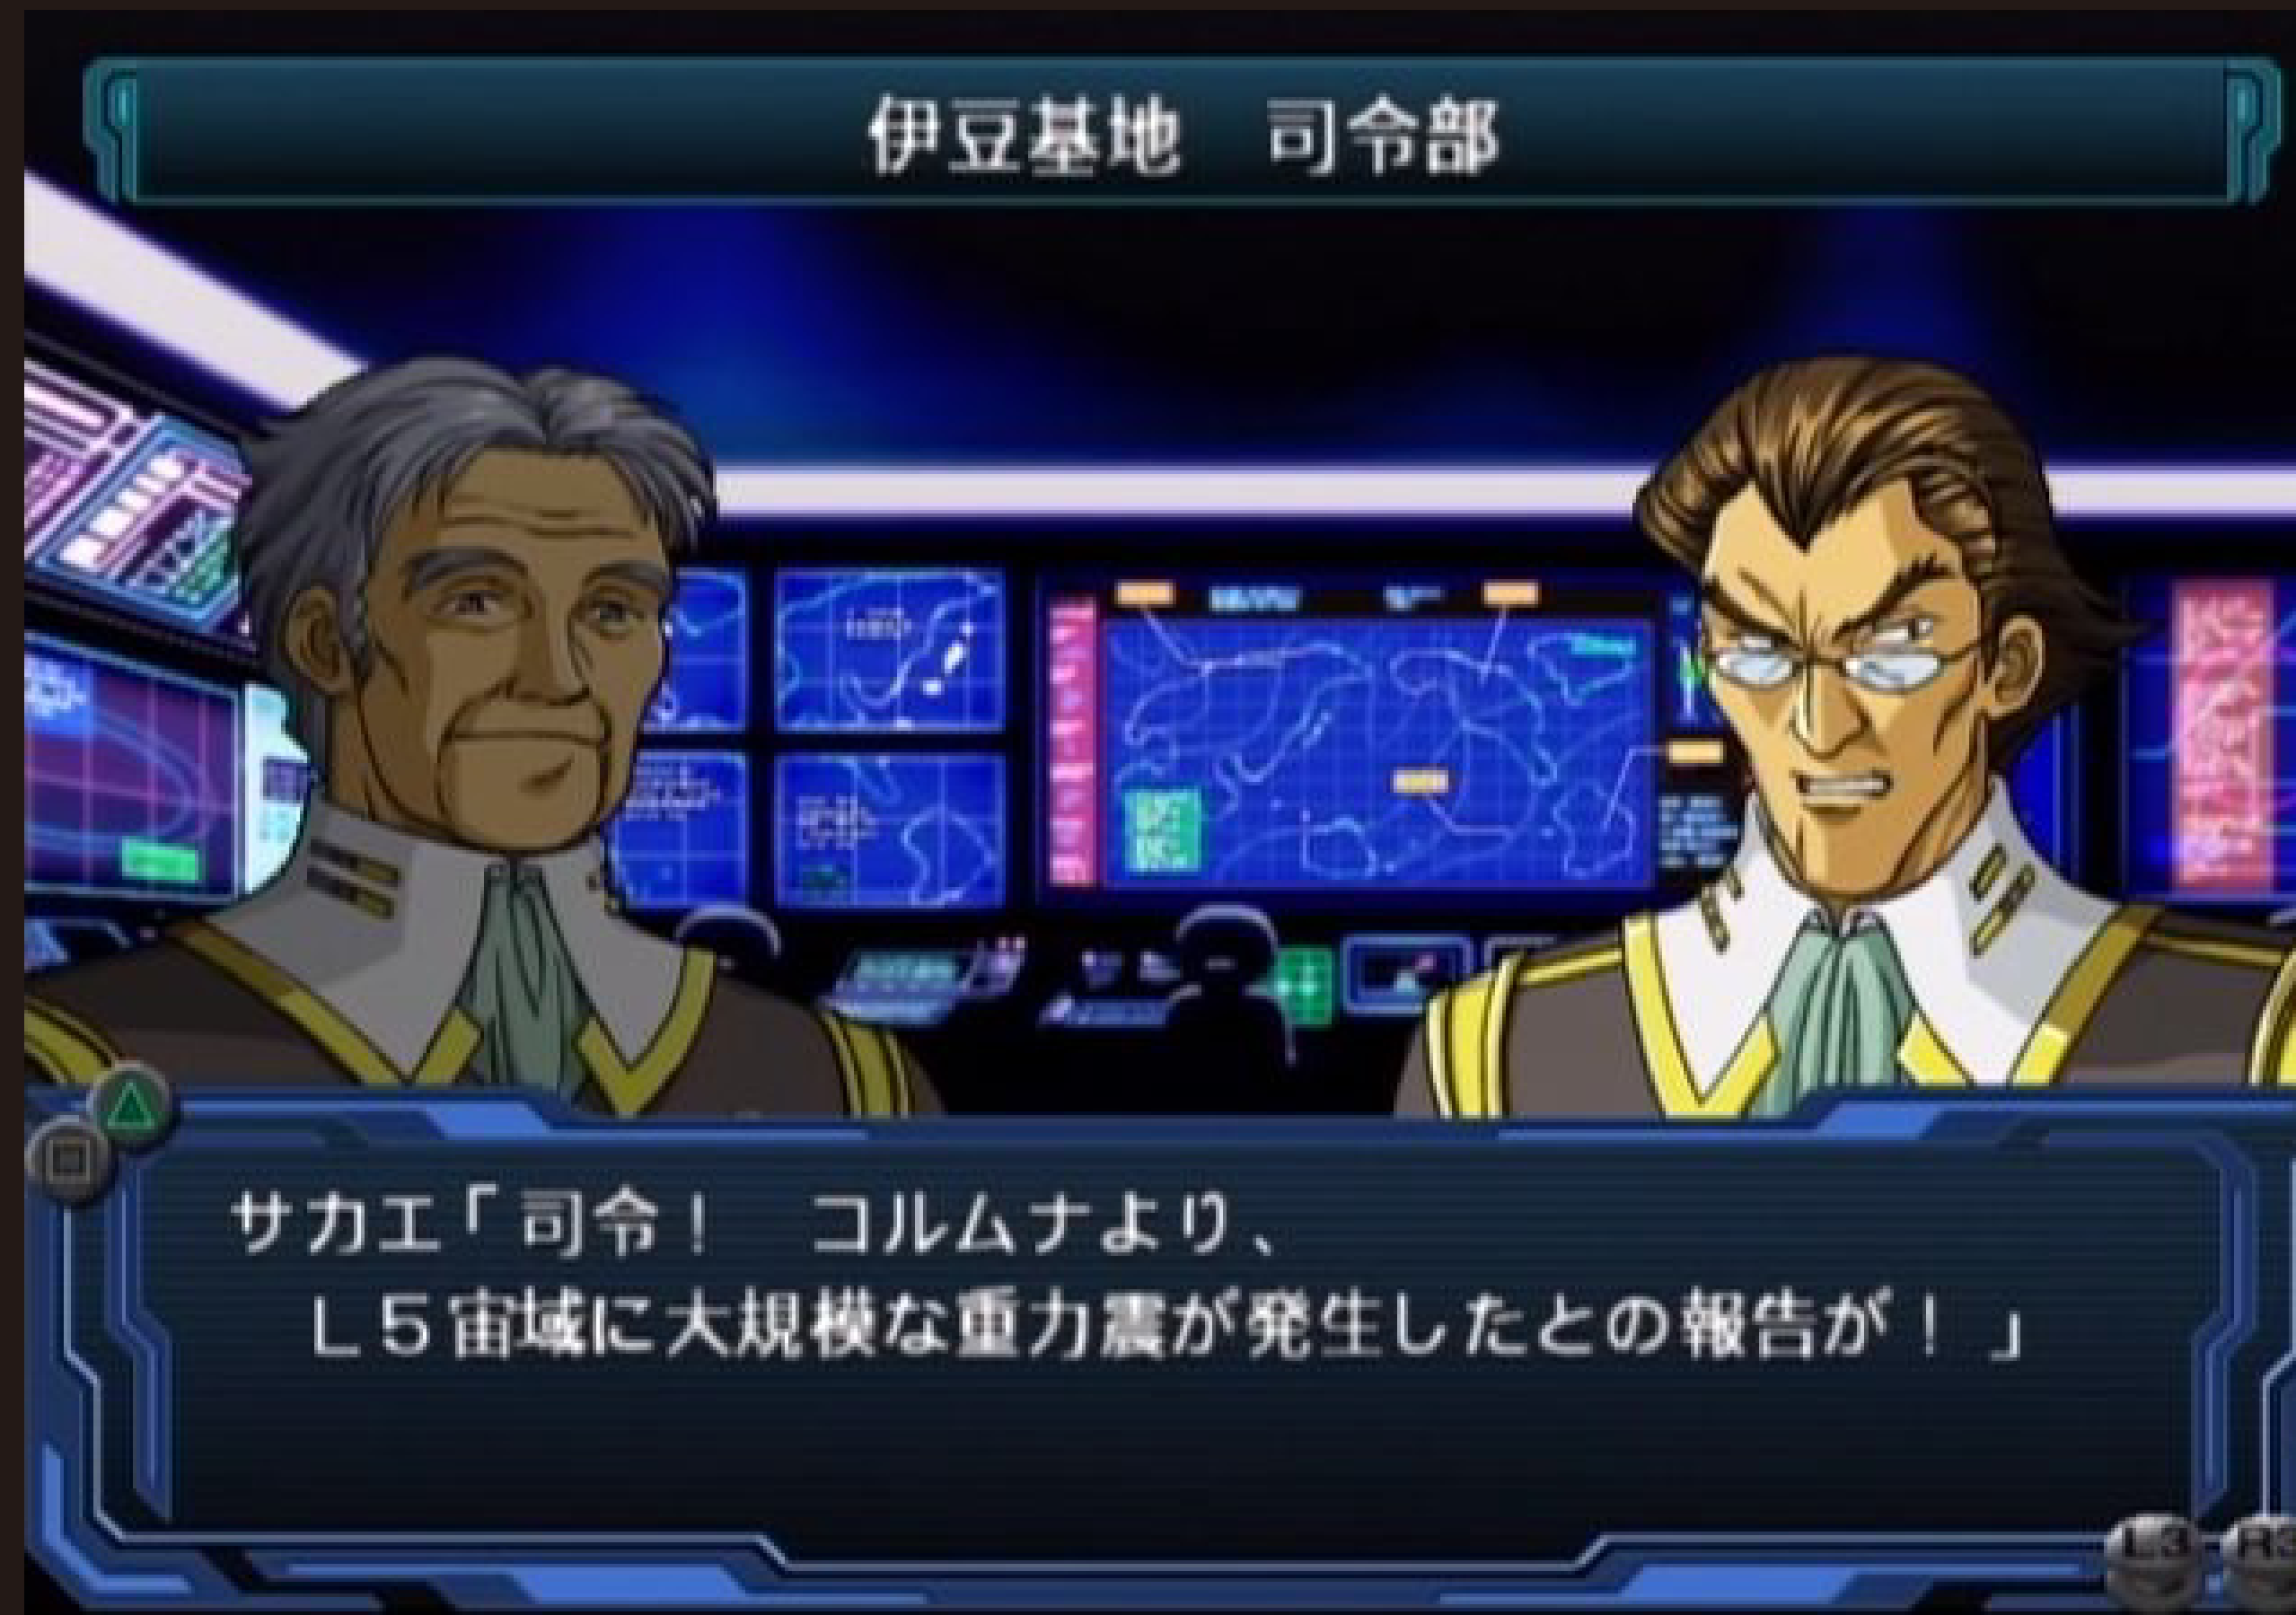 伊豆基地　司令部
サカエ「司令！　コルムナより、
Ｌ５宙域に大規模な重力震が発生したとの報告が！」
L3 R3